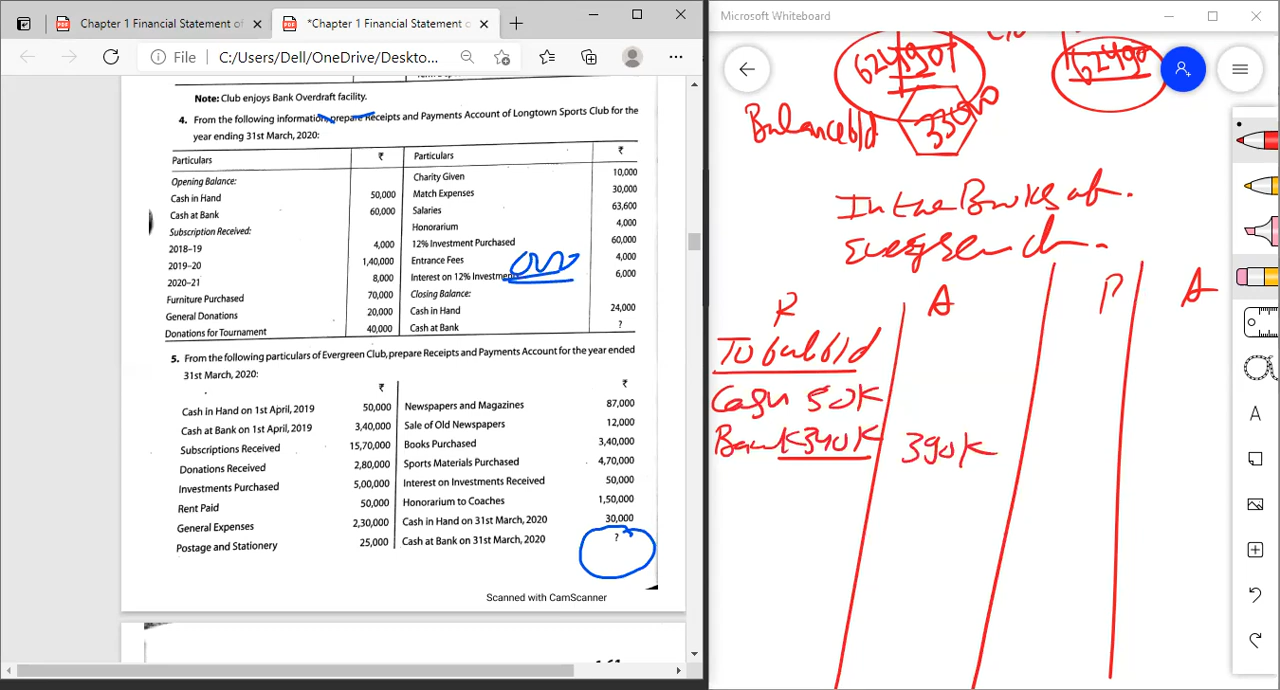 Chapter 1 Financial Statement of
*Chapter 1 Financial Statement o
File
C:/Users/Dell/OneDrive/Deskto...
Note: Club enjoys Bank Overdraft facility.
4. From the following information, prepare Receipts and Payments Account of Longtown Sports Club for the
year ending 31st March, 2020:
Particulars ₹ Particulars ₹
Opening Balance: Charity Given 10,000
Cash in Hand 50,000 Match Expenses 30,000
Cash at Bank 60,000 Salaries 63,600
Subscription Received: Honorarium 4,000
2018–19 4,000 12% Investment Purchased 60,000
2019–20 1,40,000 Entrance Fees 4,000
2020–21 8,000 Interest on 12% Investment 6,000
Furniture Purchased 70,000 Closing Balance:
General Donations 20,000 Cash in Hand 24,000
Donations for Tournament 40,000 Cash at Bank ?
5. From the following particulars of Evergreen Club, prepare Receipts and Payments Account for the year ended
31st March, 2020:
₹ ₹
Cash in Hand on 1st April, 2019 50,000 Newspapers and Magazines 87,000
Cash at Bank on 1st April, 2019 3,40,000 Sale of Old Newspapers 12,000
Subscriptions Received 15,70,000 Books Purchased 3,40,000
Donations Received 2,80,000 Sports Materials Purchased 4,70,000
Investments Purchased 5,00,000 Interest on Investments Received 50,000
Rent Paid 50,000 Honorarium to Coaches 1,50,000
General Expenses 2,30,000 Cash in Hand on 31st March, 2020 30,000
Postage and Stationery 25,000 Cash at Bank on 31st March, 2020 ?
Scanned with CamScanner
Microsoft Whiteboard
62490
Balance b/d
In the Books of
R A P A
To bal b/d
Cash 50K
Bank 340K 390K
A